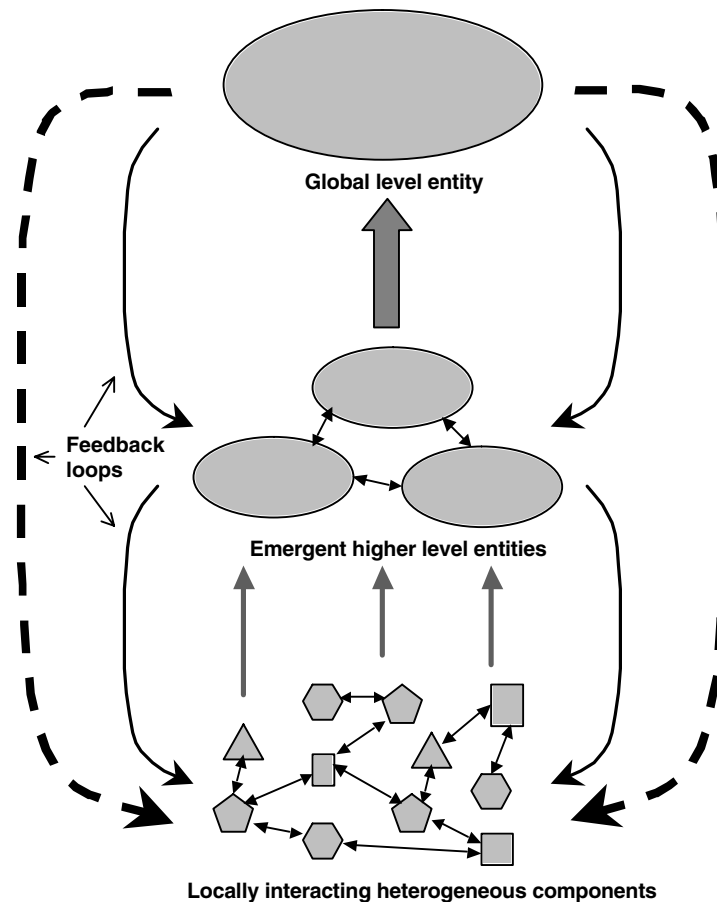 Global level entity
Feedback
loops
Emergent higher level entities
Locally interacting heterogeneous components